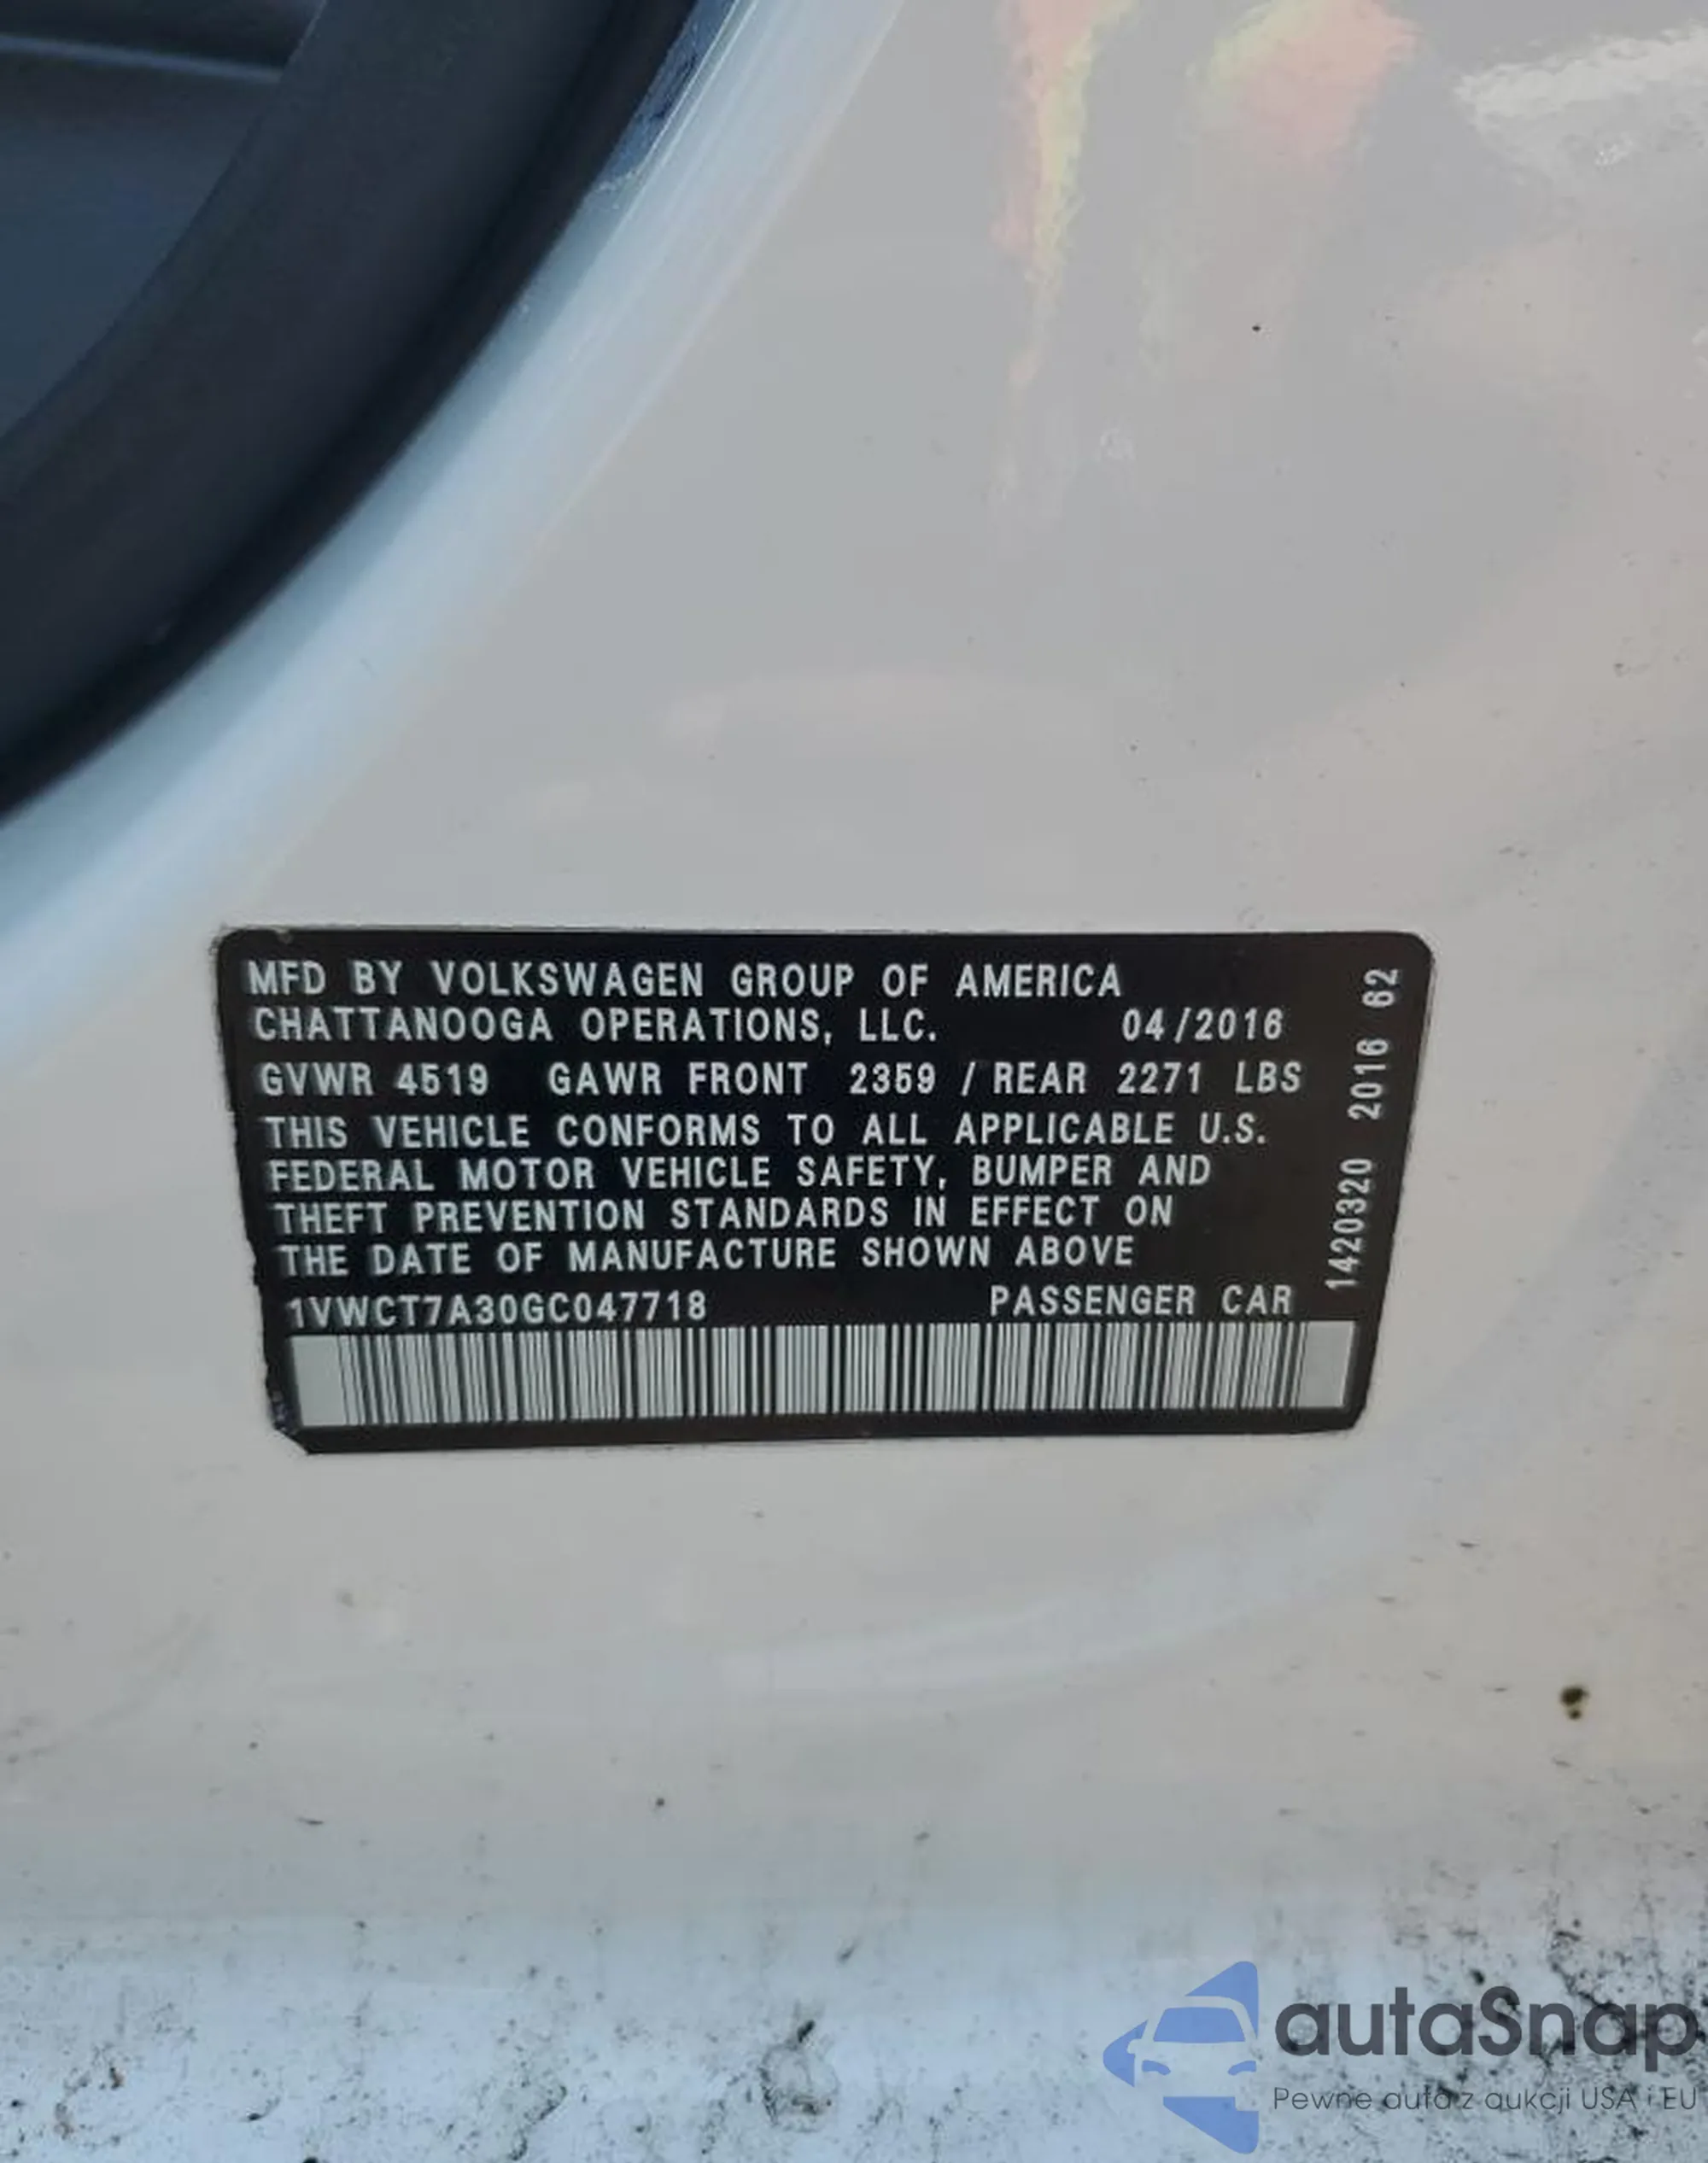 MFD BY VOLKSWAGEN GROUP OF AMERICA
CHATTANOOGA OPERATIONS, LLC. 04/2016
GVWR 4519 GAWR FRONT 2359 / REAR 2271 LBS
THIS VEHICLE CONFORMS TO ALL APPLICABLE U.S.
FEDERAL MOTOR VEHICLE SAFETY, BUMPER AND
THEFT PREVENTION STANDARDS IN EFFECT ON
THE DATE OF MANUFACTURE SHOWN ABOVE
1VWCT7A30GC047718 PASSENGER CAR
1420320 2016 62
autaSnap
Pewne auta z aukcji USA i EU